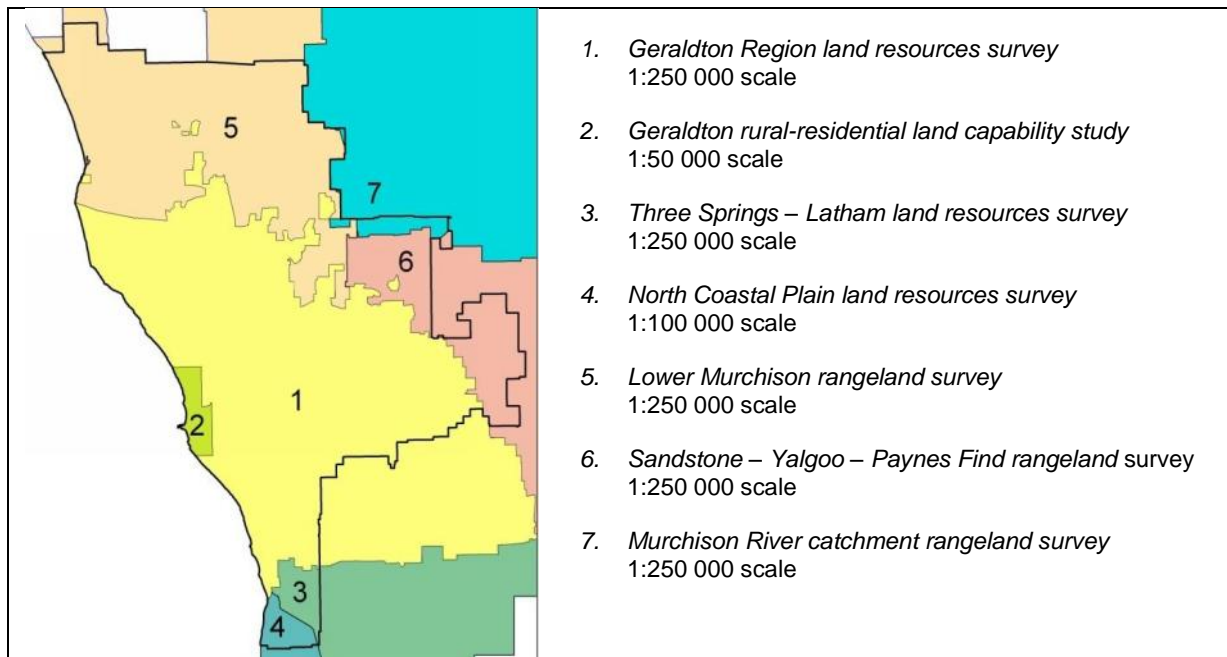 5
7
6
1
2
3
4
1. Geraldton Region land resources survey
1:250 000 scale
2. Geraldton rural-residential land capability study
1:50 000 scale
3. Three Springs – Latham land resources survey
1:250 000 scale
4. North Coastal Plain land resources survey
1:100 000 scale
5. Lower Murchison rangeland survey
1:250 000 scale
6. Sandstone – Yalgoo – Paynes Find rangeland survey
1:250 000 scale
7. Murchison River catchment rangeland survey
1:250 000 scale